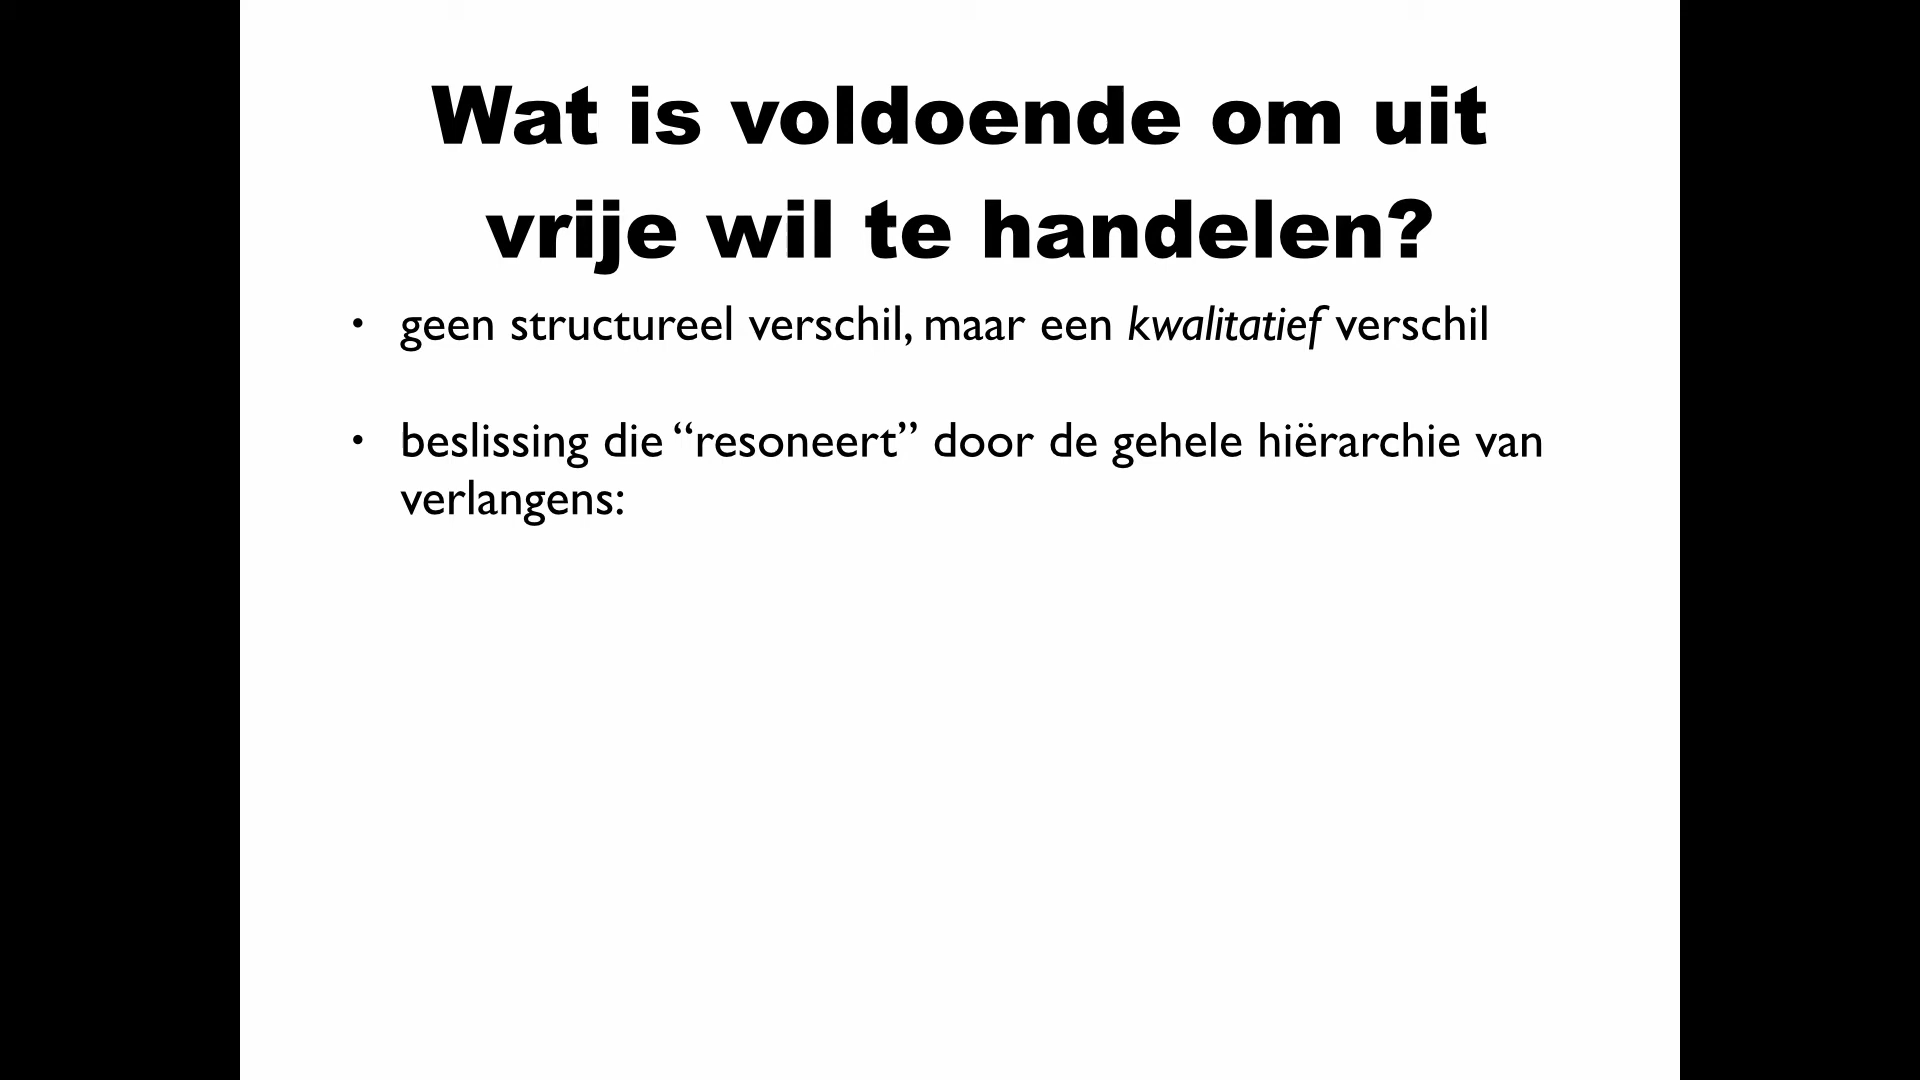 Wat is voldoende om uit
vrije wil te handelen?
• geen structureel verschil, maar een kwalitatief verschil
• beslissing die “resoneert” door de gehele hiërarchie van
verlangens: